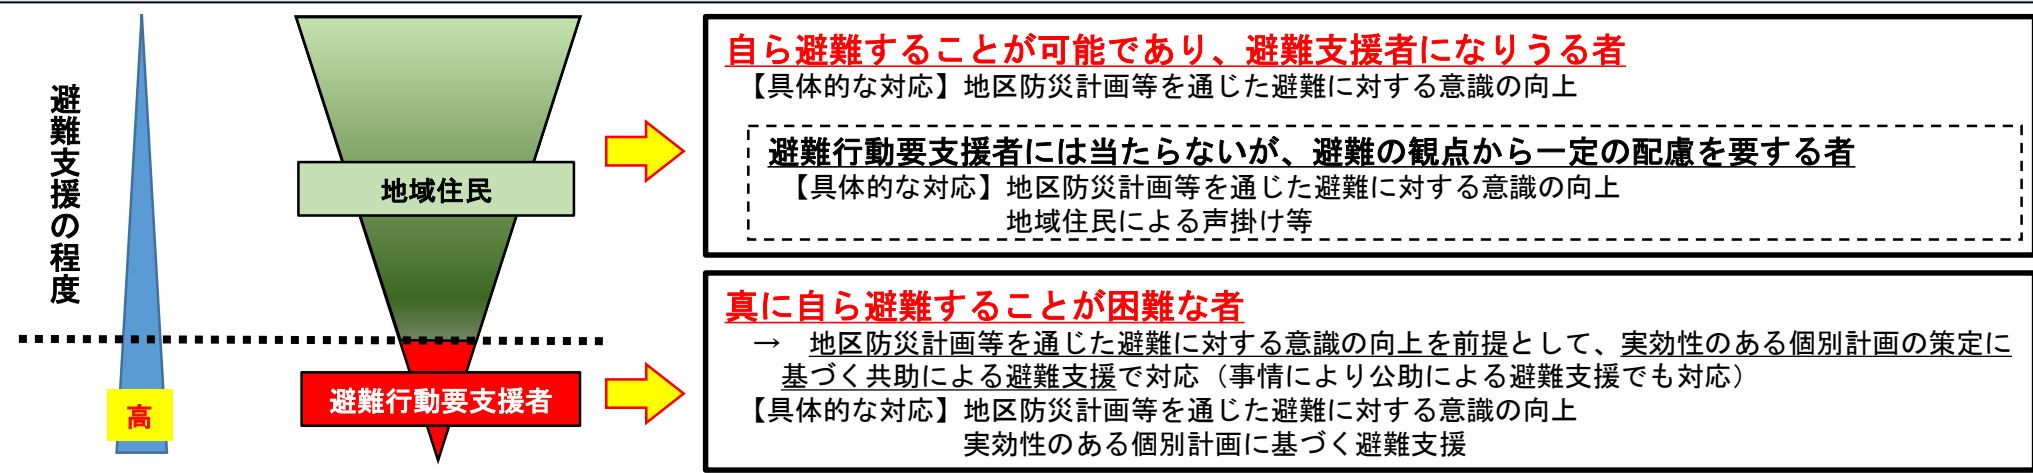 避難支援の程度
高
地域住民
避難行動要支援者
自ら避難することが可能であり、避難支援者になりうる者
【具体的な対応】地区防災計画等を通じた避難に対する意識の向上
避難行動要支援者には当たらないが、避難の観点から一定の配慮を要する者
【具体的な対応】地区防災計画等を通じた避難に対する意識の向上
地域住民による声掛け等
真に自ら避難することが困難な者
→ 地区防災計画等を通じた避難に対する意識の向上を前提として、実効性のある個別計画の策定に
基づく共助による避難支援で対応（事情により公助による避難支援でも対応）
【具体的な対応】地区防災計画等を通じた避難に対する意識の向上
実効性のある個別計画に基づく避難支援